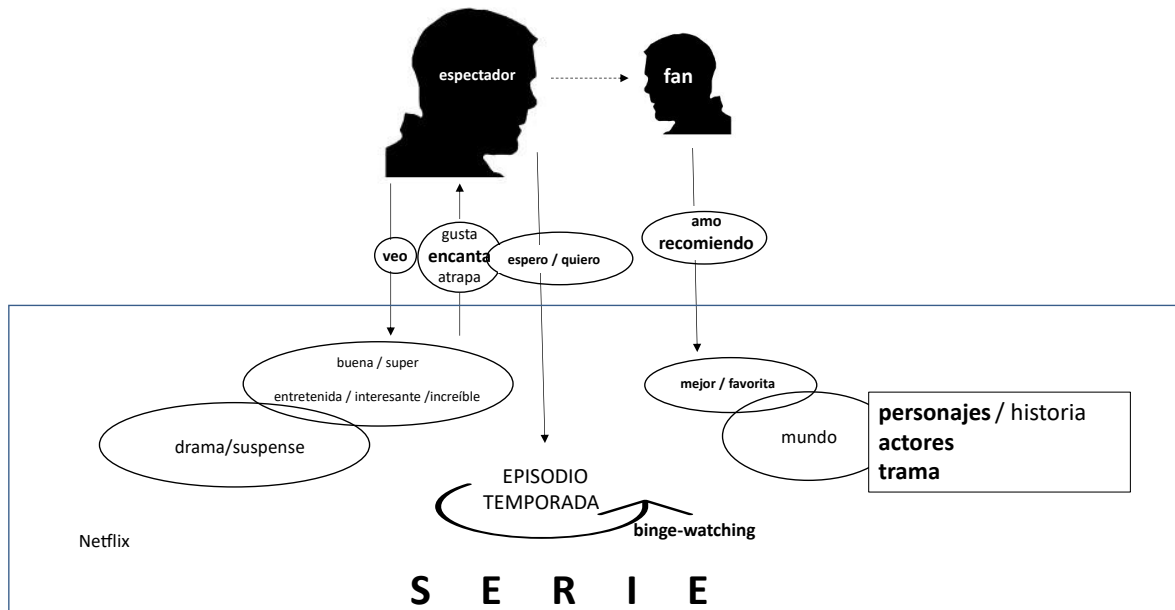 espectador
fan
veo
gusta
encanta
atrapa
espero / quiero
amo
recomiendo
buena / super
entretenida / interesante /increíble
drama/suspense
mejor / favorita
mundo
personajes / historia
actores
trama
EPISODIO
TEMPORADA
binge-watching
Netflix
S E R I E